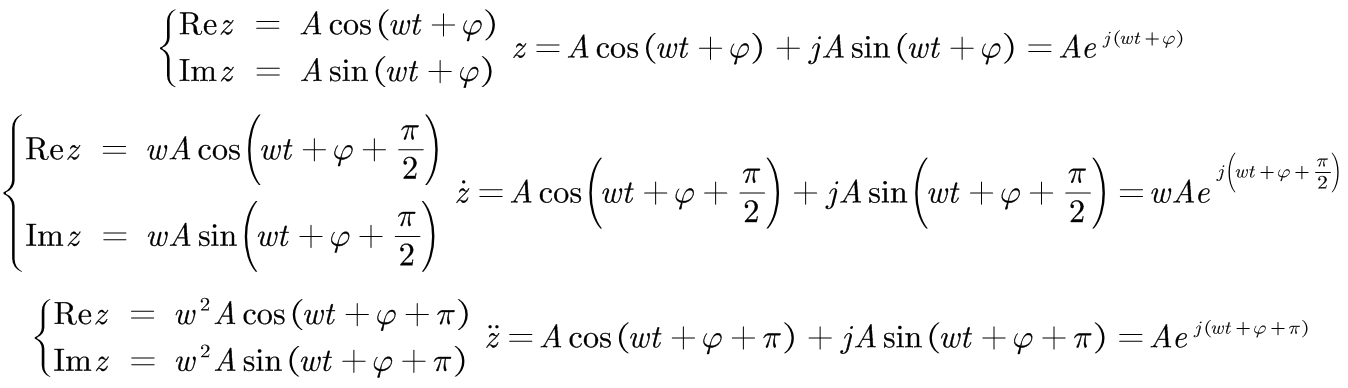 {Re z = A cos(wt + φ) z = A cos(wt + φ) + jA sin(wt + φ) = Ae^{j(wt+φ)}
Im z = A sin(wt + φ)
{Re z = wA cos(wt + φ + π/2) ż = A cos(wt + φ + π/2) + jA sin(wt + φ + π/2) = wAe^{j(wt+φ+π/2)}
Im z = wA sin(wt + φ + π/2)
{Re z = w²A cos(wt + φ + π) z̈ = A cos(wt + φ + π) + jA sin(wt + φ + π) = Ae^{j(wt+φ+π)}
Im z = w²A sin(wt + φ + π)